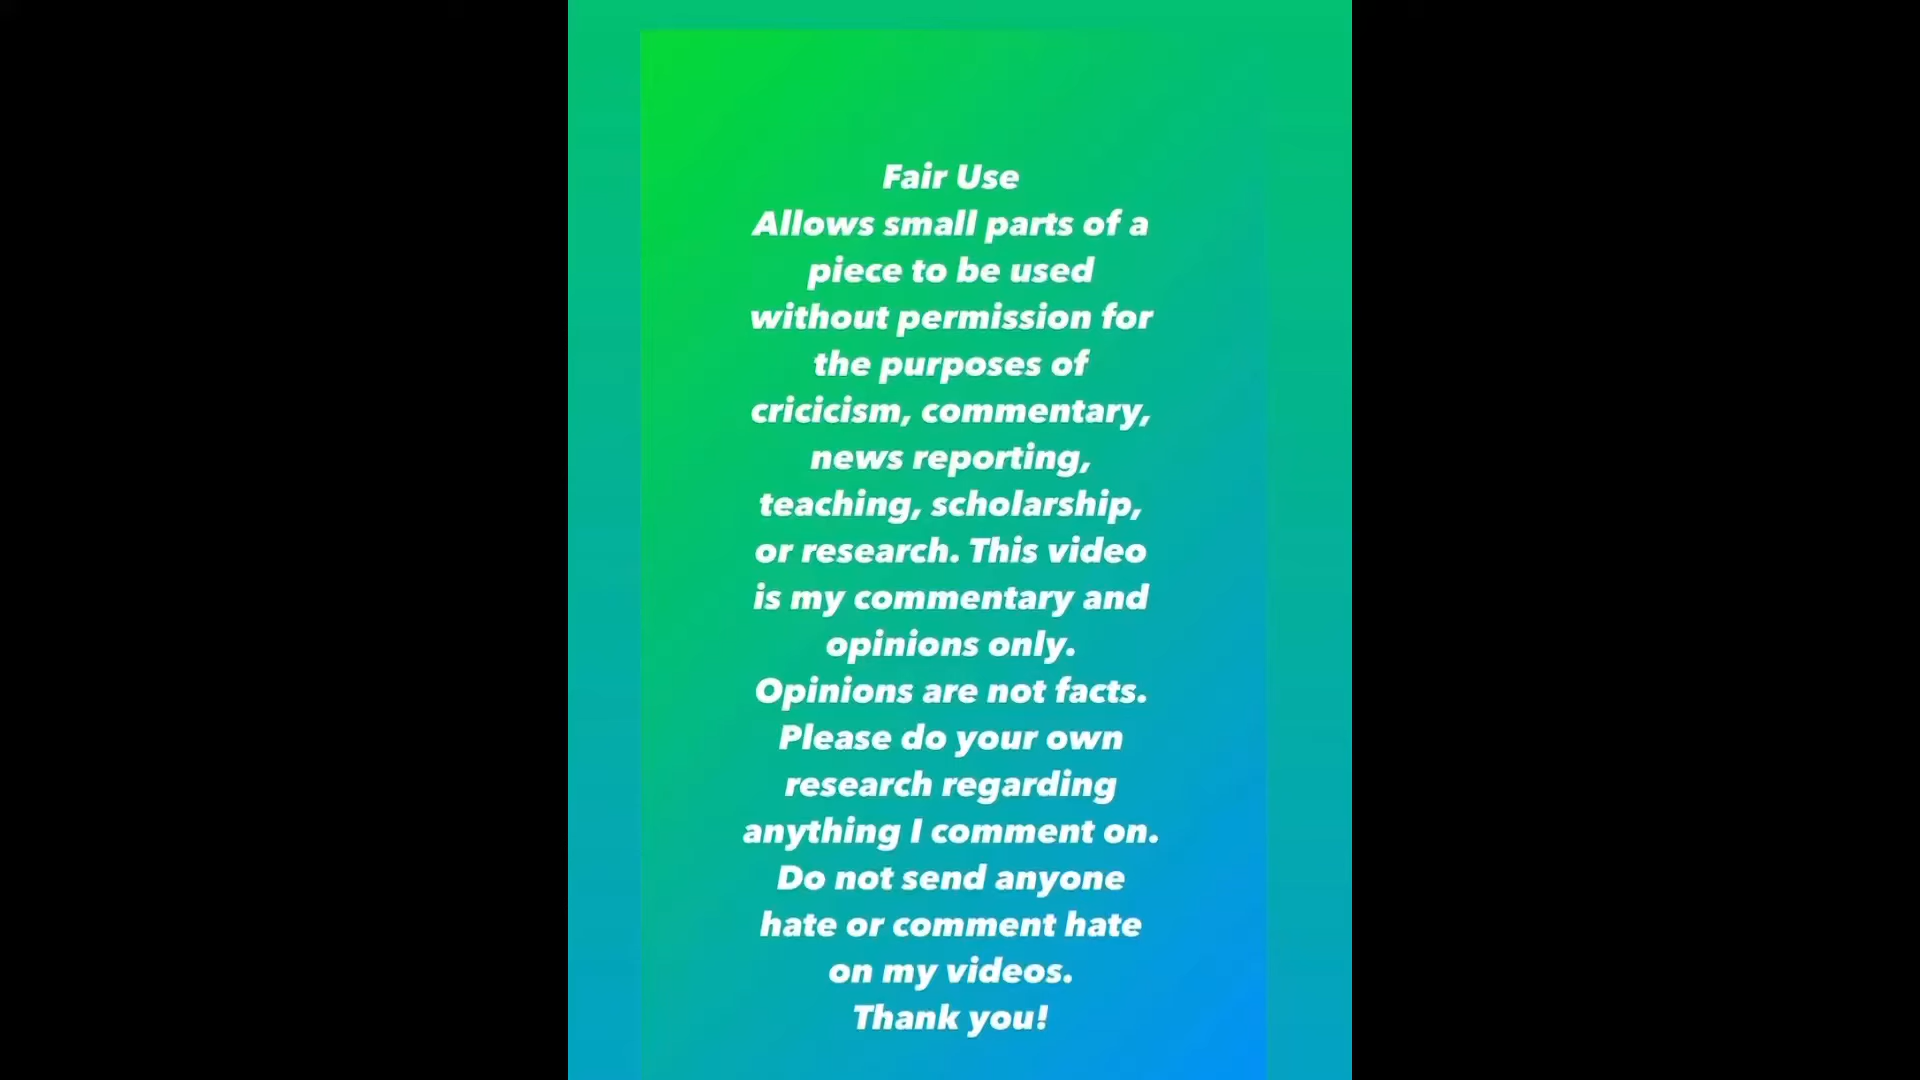 Fair Use
Allows small parts of a
piece to be used
without permission for
the purposes of
cricicism, commentary,
news reporting,
teaching, scholarship,
or research. This video
is my commentary and
opinions only.
Opinions are not facts.
Please do your own
research regarding
anything I comment on.
Do not send anyone
hate or comment hate
on my videos.
Thank you!